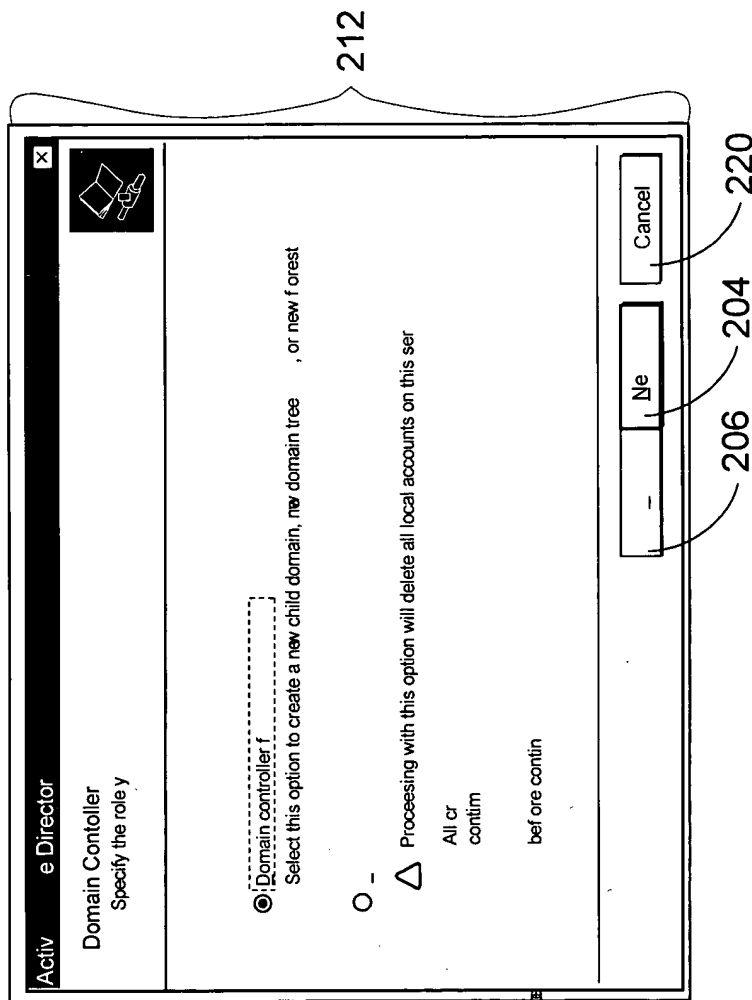 Activ e Director
Domain Contoller
Specify the role y
Domain controller f
Select this option to create a new child domain, new domain tree , or new f orest
Proceesing with this option will delete all local accounts on this ser
All cr
contim
bef ore contin
Ne
Cancel
212
206
204
220